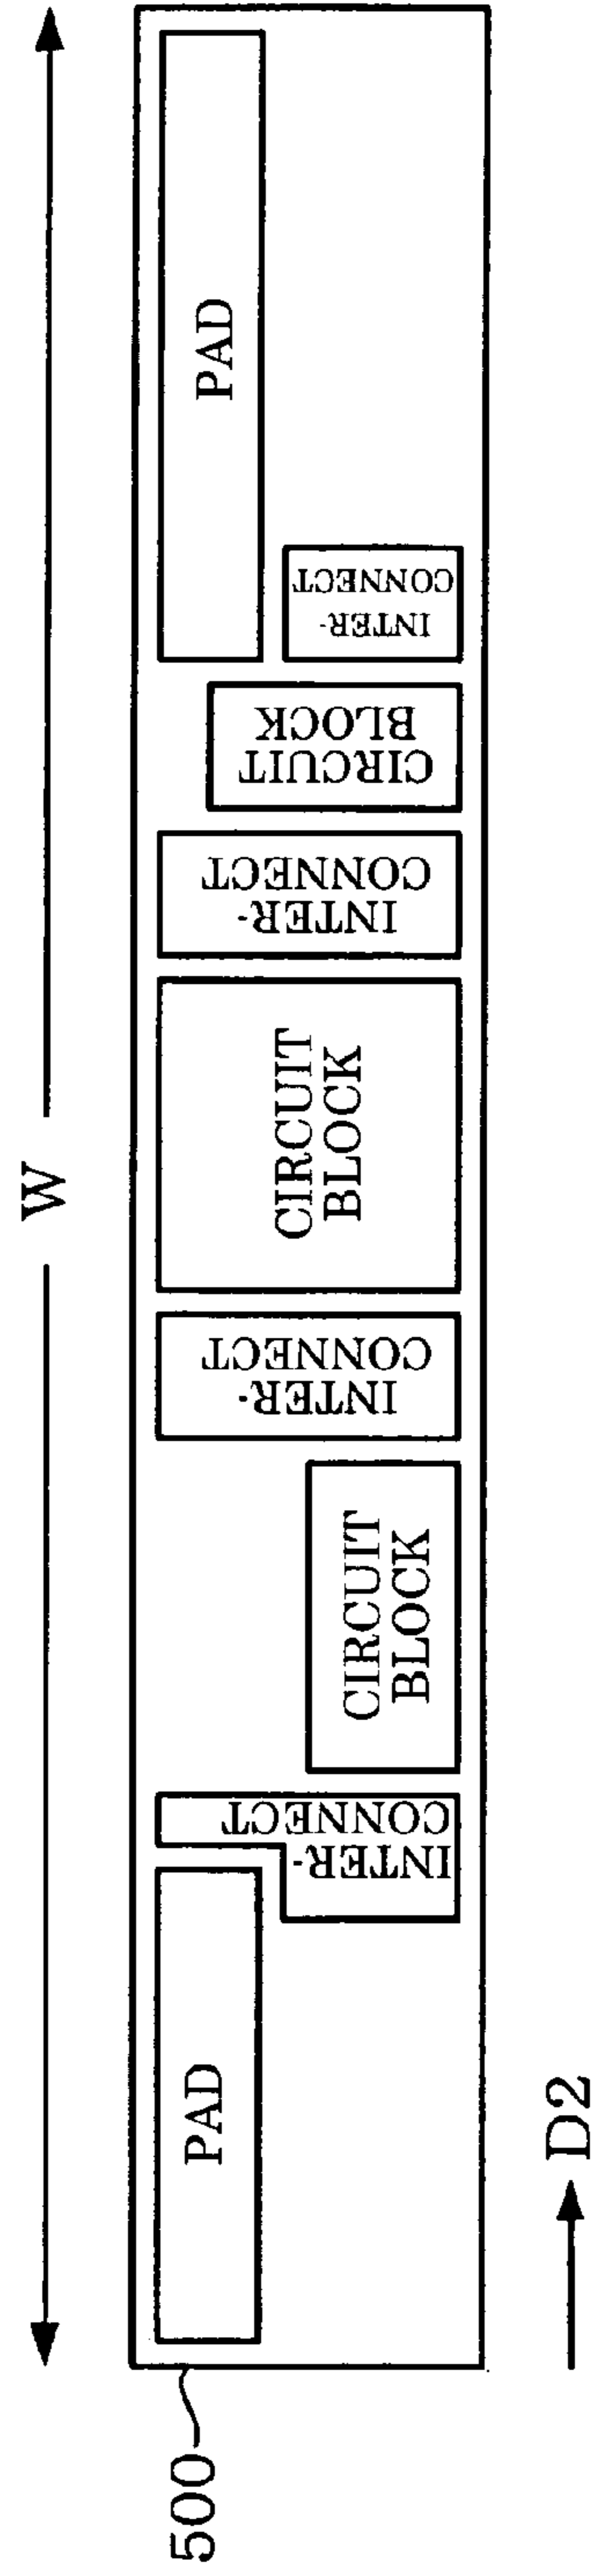 W
500
PAD
INTER-
CONNECT
CIRCUIT
BLOCK
INTER-
CONNECT
CIRCUIT
BLOCK
INTER-
CONNECT
CIRCUIT
BLOCK
INTER-
CONNECT
PAD
D2